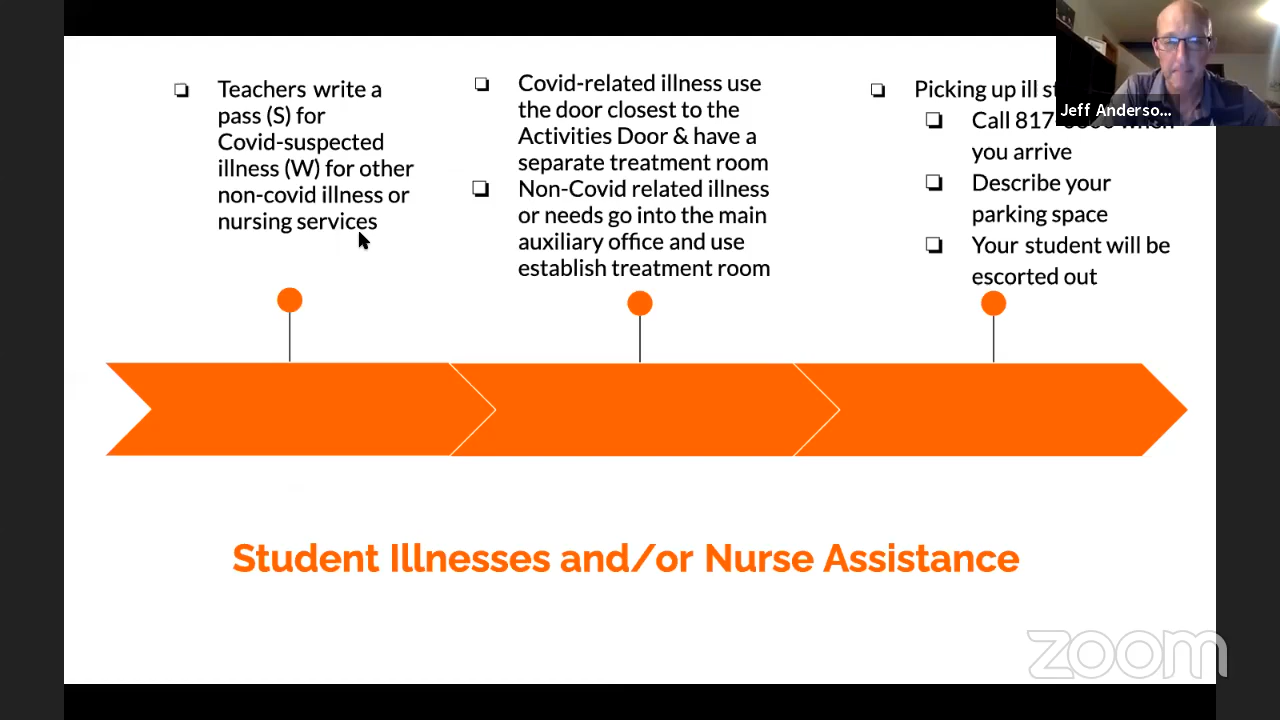 Teachers write a
pass (S) for
Covid-suspected
illness (W) for other
non-covid illness or
nursing services
Covid-related illness use
the door closest to the
Activities Door & have a
separate treatment room
Non-Covid related illness
or needs go into the main
auxiliary office and use
establish treatment room
Picking up ill
Call 817- when
you arrive
Describe your
parking space
Your student will be
escorted out
Jeff Anderso...
Student Illnesses and/or Nurse Assistance
zoom